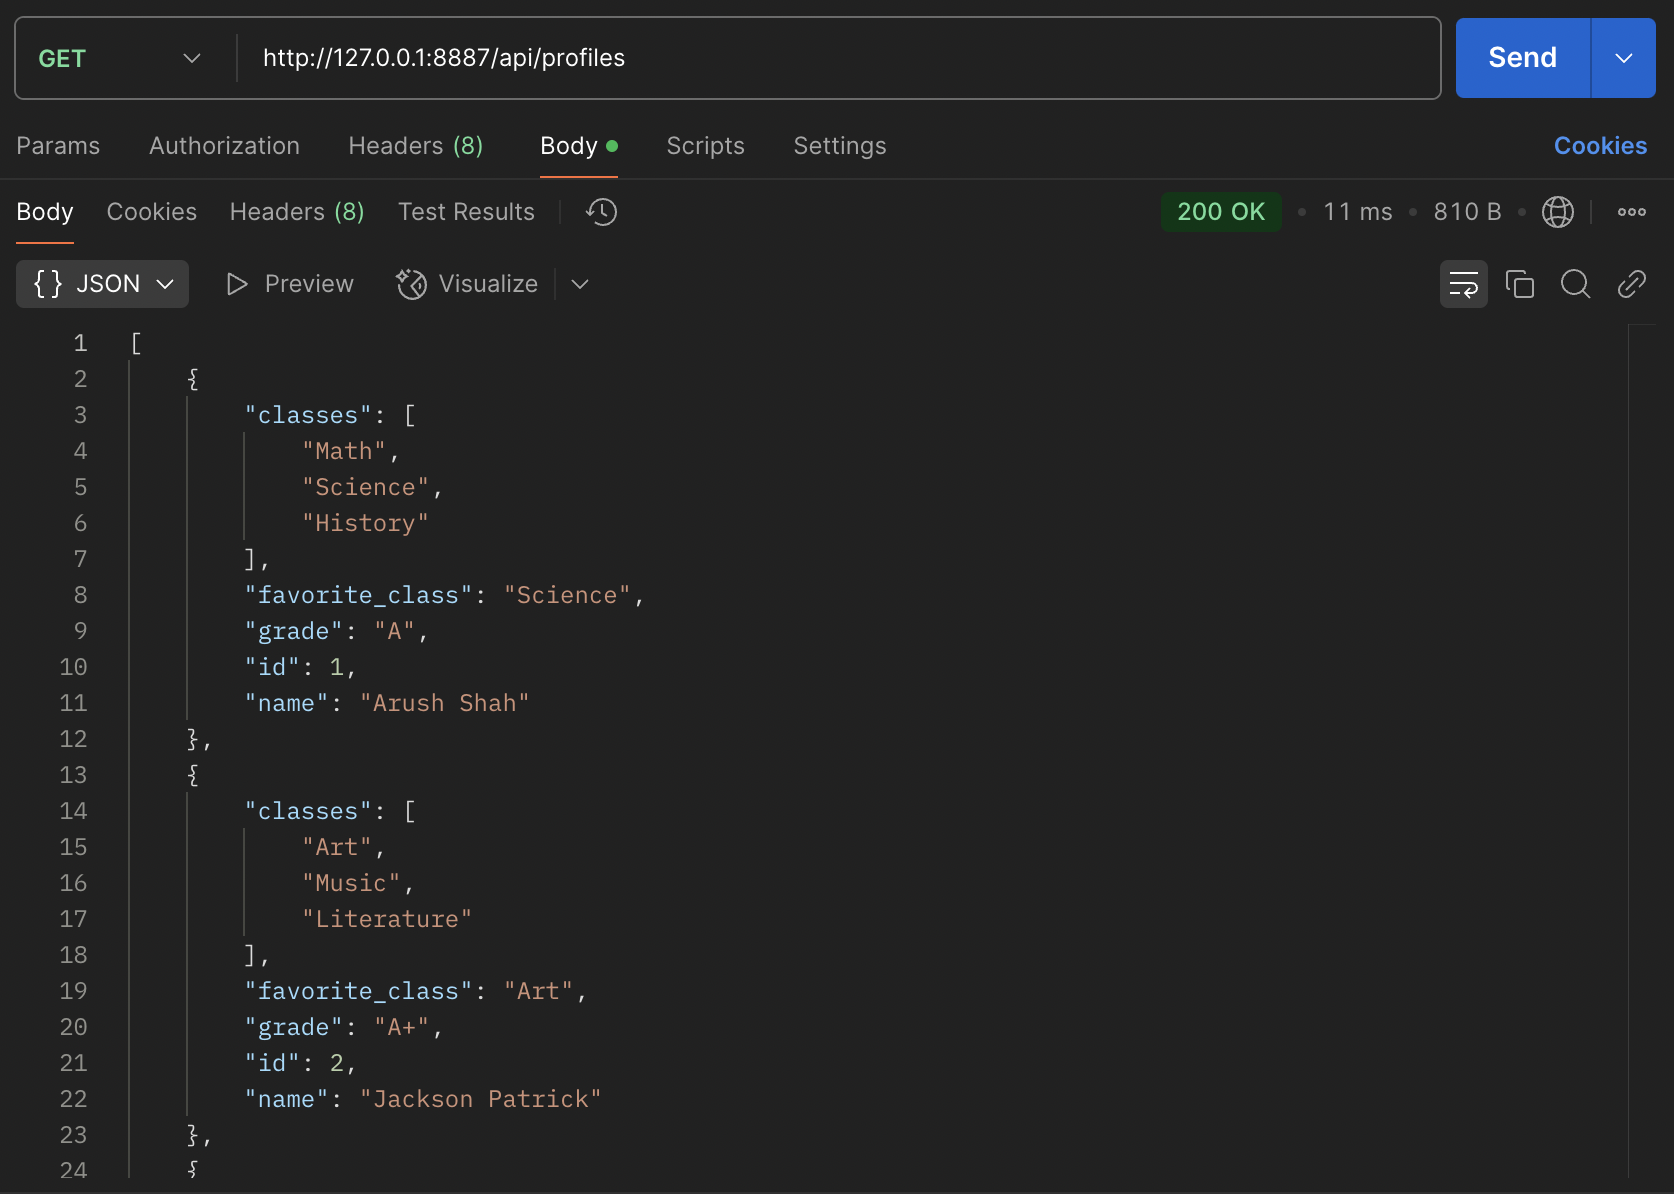 GET http://127.0.0.1:8887/api/profiles Send
Params Authorization Headers (8) Body Scripts Settings Cookies
Body Cookies Headers (8) Test Results 200 OK 11 ms 810 B
{} JSON Preview Visualize
1 [
2 {
3 "classes": [
4 "Math",
5 "Science",
6 "History"
7 ],
8 "favorite_class": "Science",
9 "grade": "A",
10 "id": 1,
11 "name": "Arush Shah"
12 },
13 {
14 "classes": [
15 "Art",
16 "Music",
17 "Literature"
18 ],
19 "favorite_class": "Art",
20 "grade": "A+",
21 "id": 2,
22 "name": "Jackson Patrick"
23 },
24 {